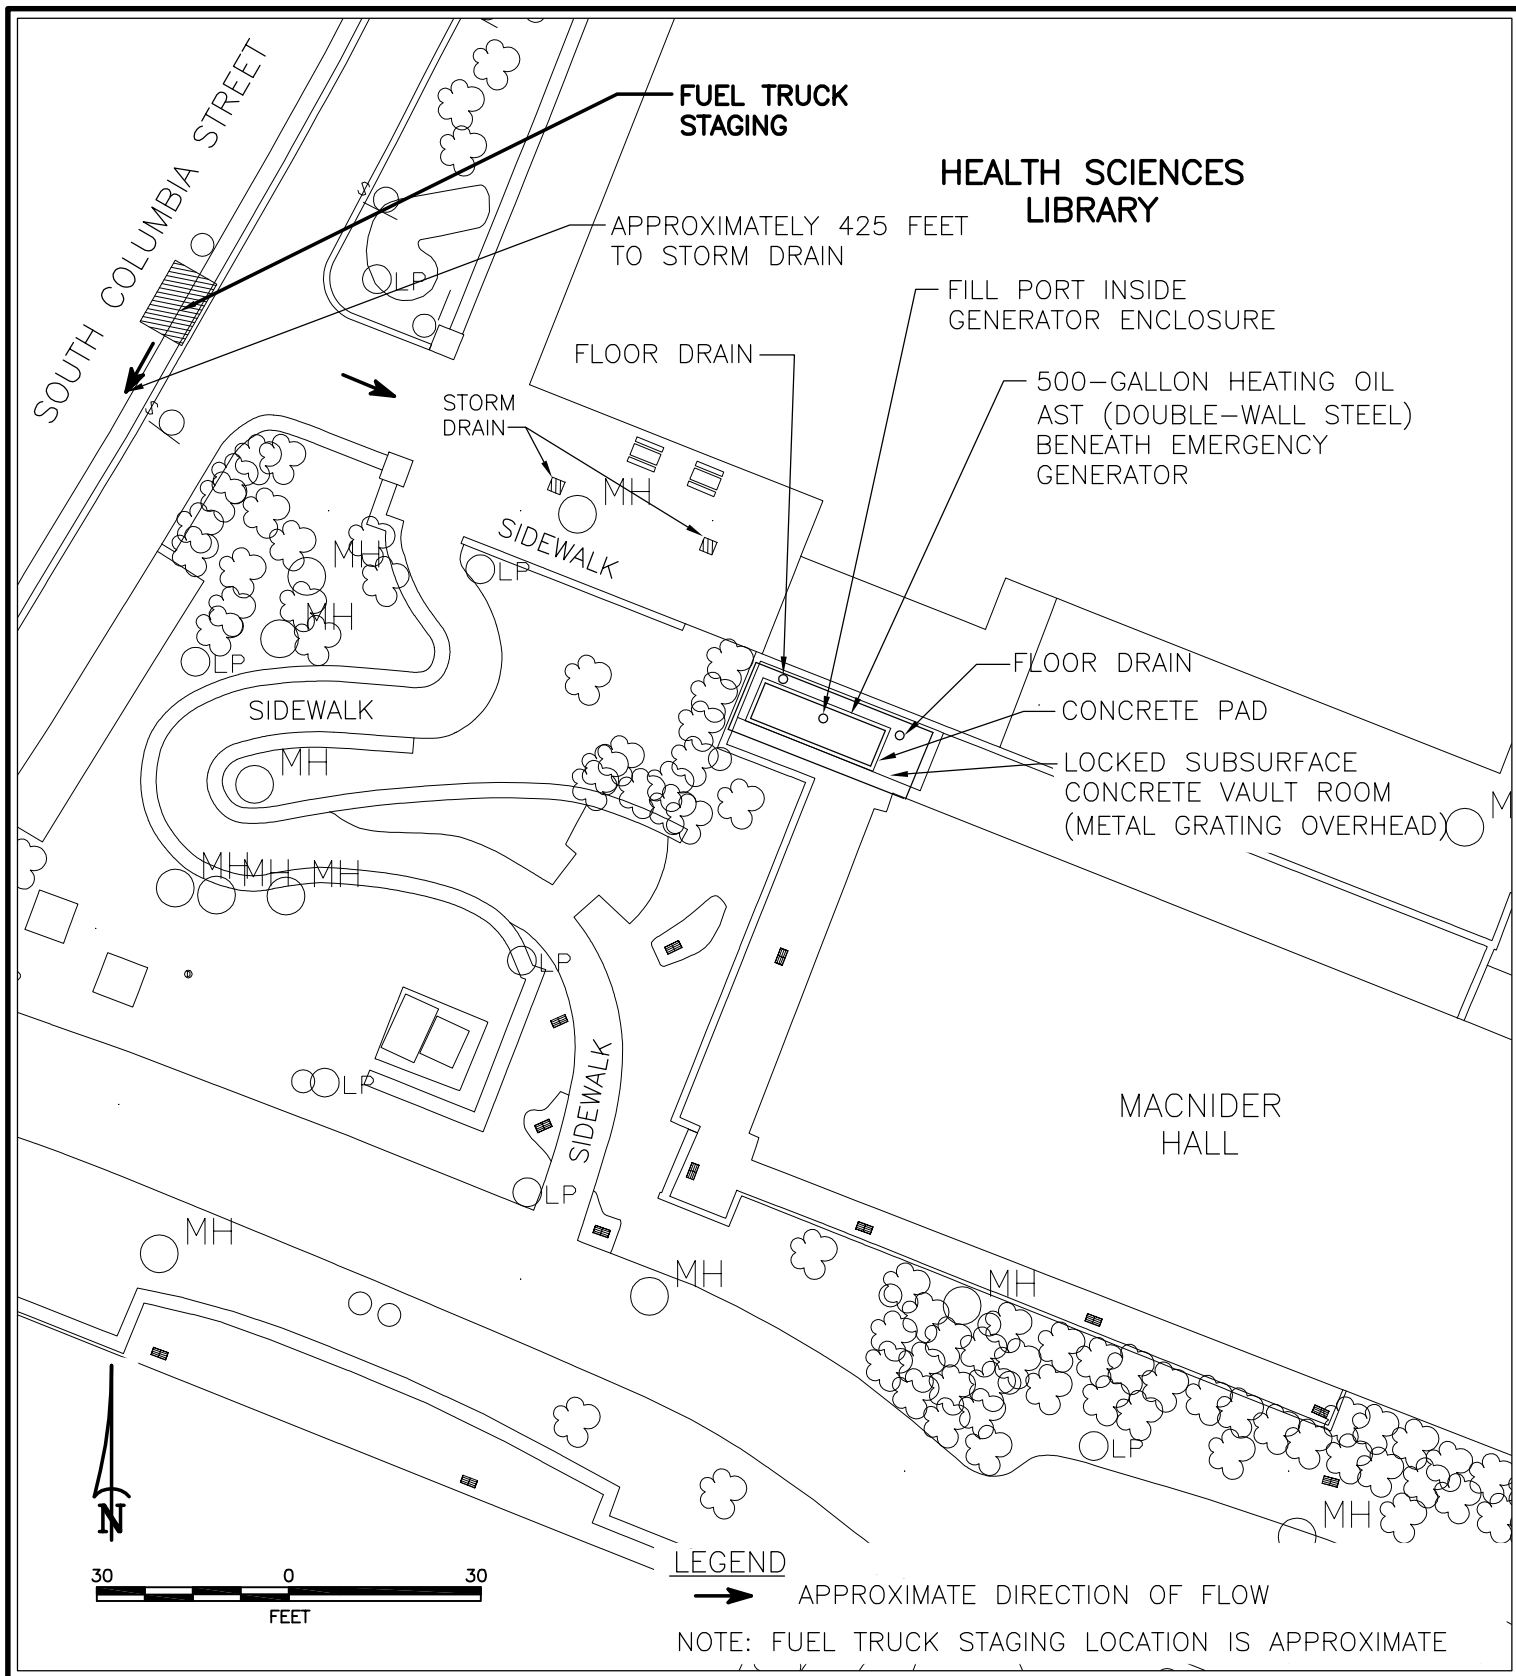 SOUTH COLUMBIA STREET
FUEL TRUCK
STAGING
HEALTH SCIENCES
LIBRARY
S
APPROXIMATELY 425 FEET
TO STORM DRAIN
LP
FILL PORT INSIDE
GENERATOR ENCLOSURE
FLOOR DRAIN
500-GALLON HEATING OIL
AST (DOUBLE-WALL STEEL)
BENEATH EMERGENCY
GENERATOR
S
STORM
DRAIN
MH
SIDEWALK
MH
LP
MH
LP
FLOOR DRAIN
SIDEWALK
CONCRETE PAD
MH
LOCKED SUBSURFACE
CONCRETE VAULT ROOM
(METAL GRATING OVERHEAD)
M
MH
MH
MH
LP
SIDEWALK
LP
MACNIDER
HALL
LP
MH
MH
MH
LP
MH
N
30 0 30
FEET
LEGEND
APPROXIMATE DIRECTION OF FLOW
NOTE: FUEL TRUCK STAGING LOCATION IS APPROXIMATE